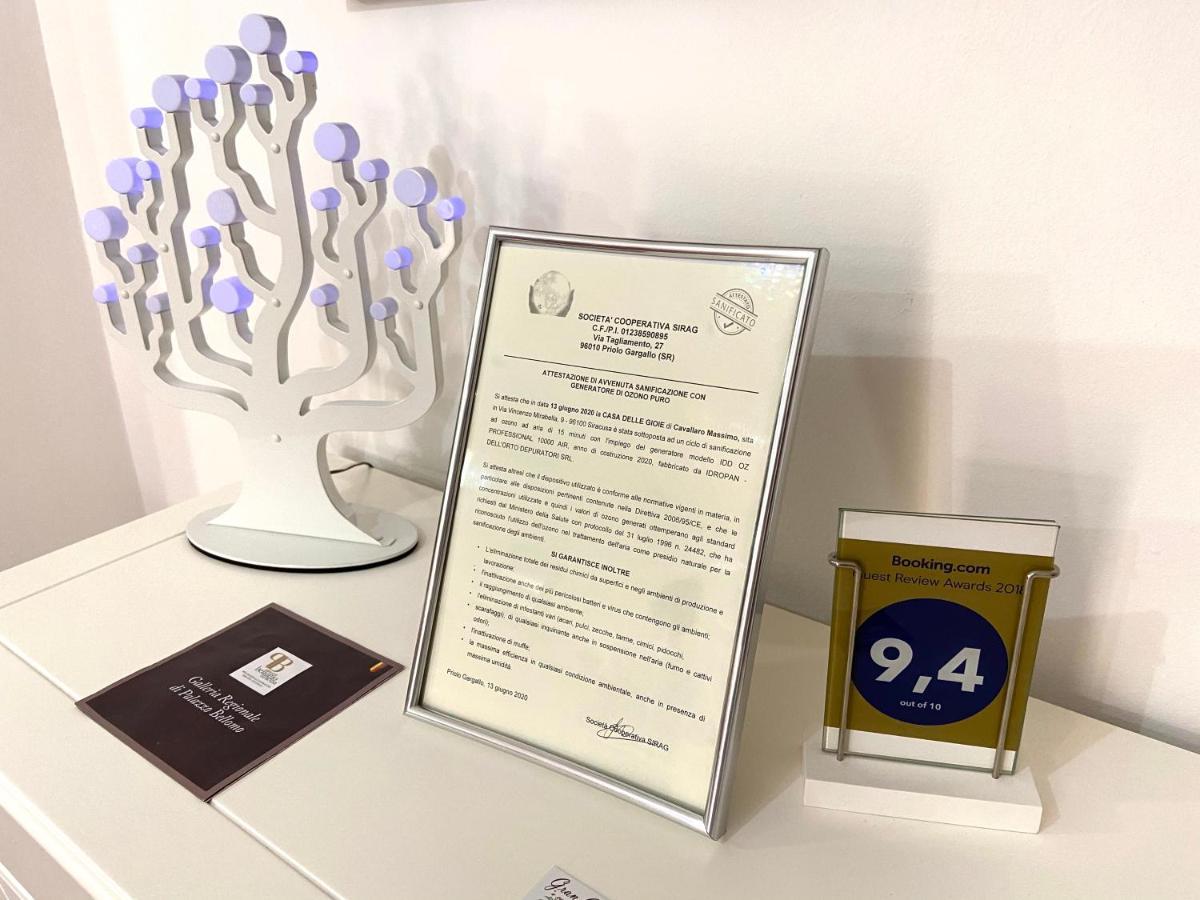 SOCIETA' COOPERATIVA SIRAG
C.F./P.I. 01238590895
Via Tagliamento, 27
96010 Priolo Gargallo (SR)
ATTESTATO
SANIFICATO
ATTESTAZIONE DI AVVENUTA SANIFICAZIONE CON
GENERATORE DI OZONO PURO
Si attesta che in data 13 giugno 2020 la CASA DELLE GIOIE di Cavallaro Massimo, sita
in Via Vincenzo Mirabella, 9 - 96100 Siracusa è stata sottoposta ad un ciclo di sanificazione
ad ozono ad aria di 15 minuti con l'impiego del generatore modello IDD OZ
PROFESSIONAL 10000 AIR, anno di costruzione 2020, fabbricato da IDROPAN -
DELL'ORTO DEPURATORI SRL.
Si attesta altresì che il dispositivo utilizzato è conforme alle normative vigenti in materia, in
particolare alle disposizioni pertinenti contenute nella Direttiva 2006/95/CE, e che le
concentrazioni utilizzate e quindi i valori di ozono generati ottemperano agli standard
richiesti dal Ministero della Salute con protocollo del 31 luglio 1996 n. 24482, che ha
riconosciuto l'utilizzo dell'ozono nel trattamento dell'aria come presidio naturale per la
sanificazione degli ambienti.
SI GARANTISCE INOLTRE
• L'eliminazione totale dei residui chimici da superfici e negli ambienti di produzione e
lavorazione;
• l'inattivazione anche dei più pericolosi batteri e virus che contengono gli ambienti;
• il raggiungimento di qualsiasi ambiente;
• l'eliminazione di infestanti vari (acari, pulci, zecche, tarme, cimici, pidocchi,
scarafaggi), di qualsiasi inquinante anche in sospensione nell'aria (fumo e cattivi
odori);
• l'inattivazione di muffe;
• la massima efficienza in qualsiasi condizione ambientale, anche in presenza di
massima umidità.
Priolo Gargallo, 13 giugno 2020
Società Cooperativa SIRAG
Galleria Regionale
di Palazzo Bellomo
Booking.com
uest Review Awards 2018
9,4
out of 10
Gran